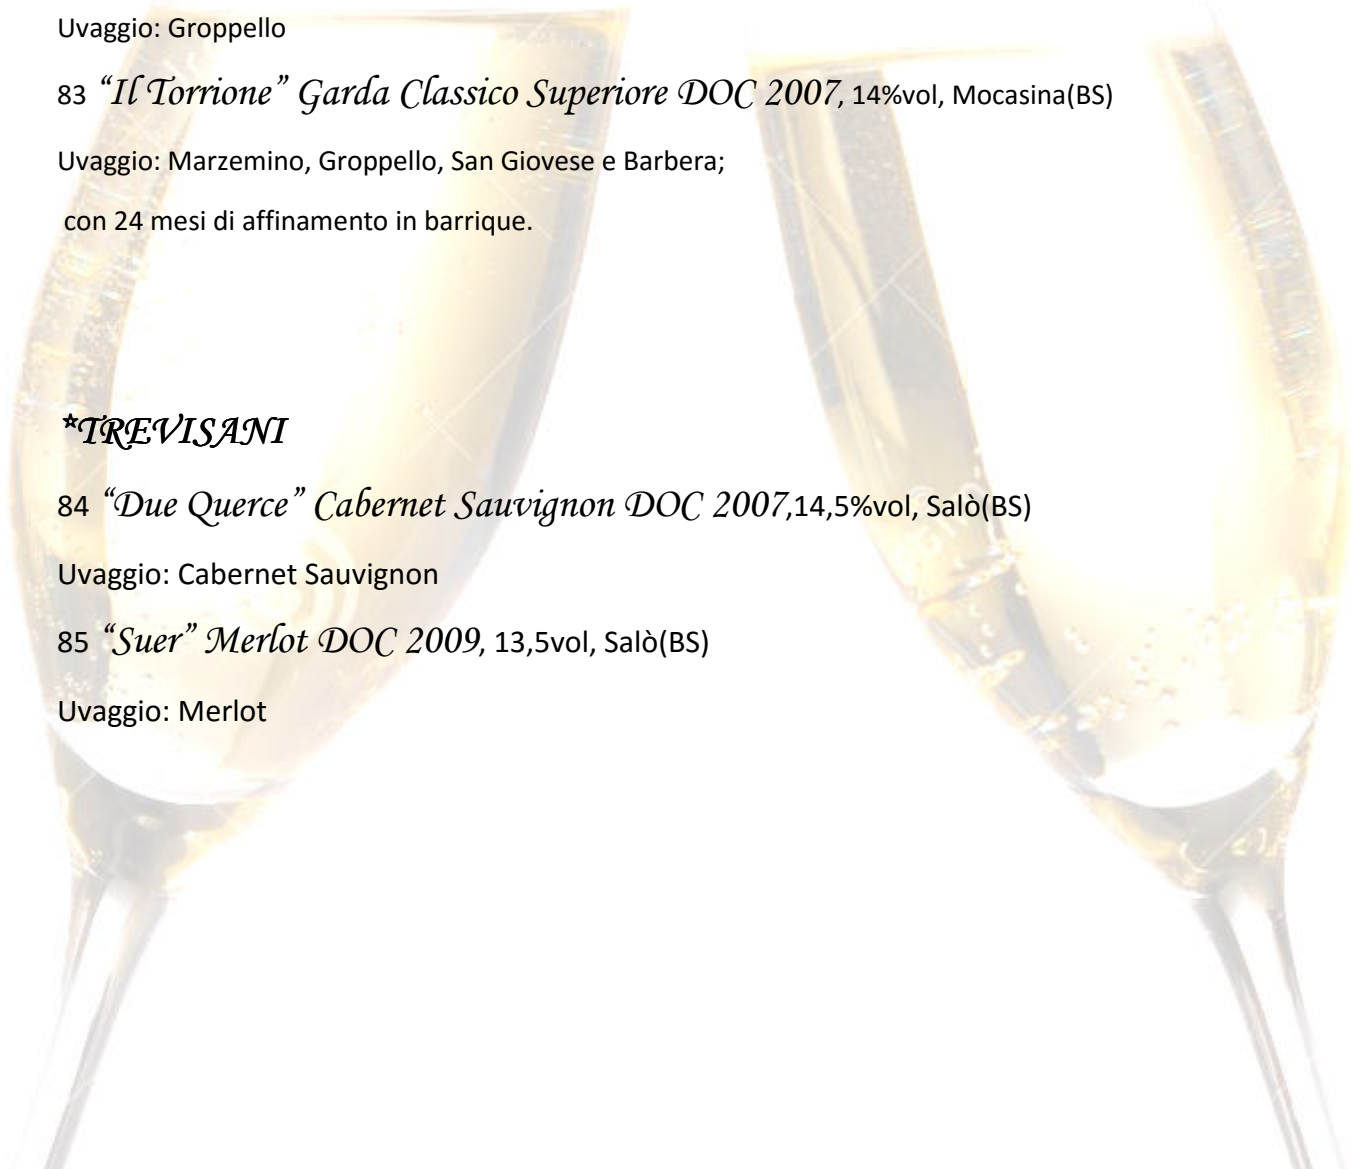 Uvaggio: Groppello
83 “Il Torrione” Garda Classico Superiore DOC 2007, 14%vol, Mocasina(BS)
Uvaggio: Marzemino, Groppello, San Giovese e Barbera;
con 24 mesi di affinamento in barrique.
*TREVISANI
84 “Due Querce” Cabernet Sauvignon DOC 2007,14,5%vol, Salò(BS)
Uvaggio: Cabernet Sauvignon
85 “Suer” Merlot DOC 2009, 13,5vol, Salò(BS)
Uvaggio: Merlot